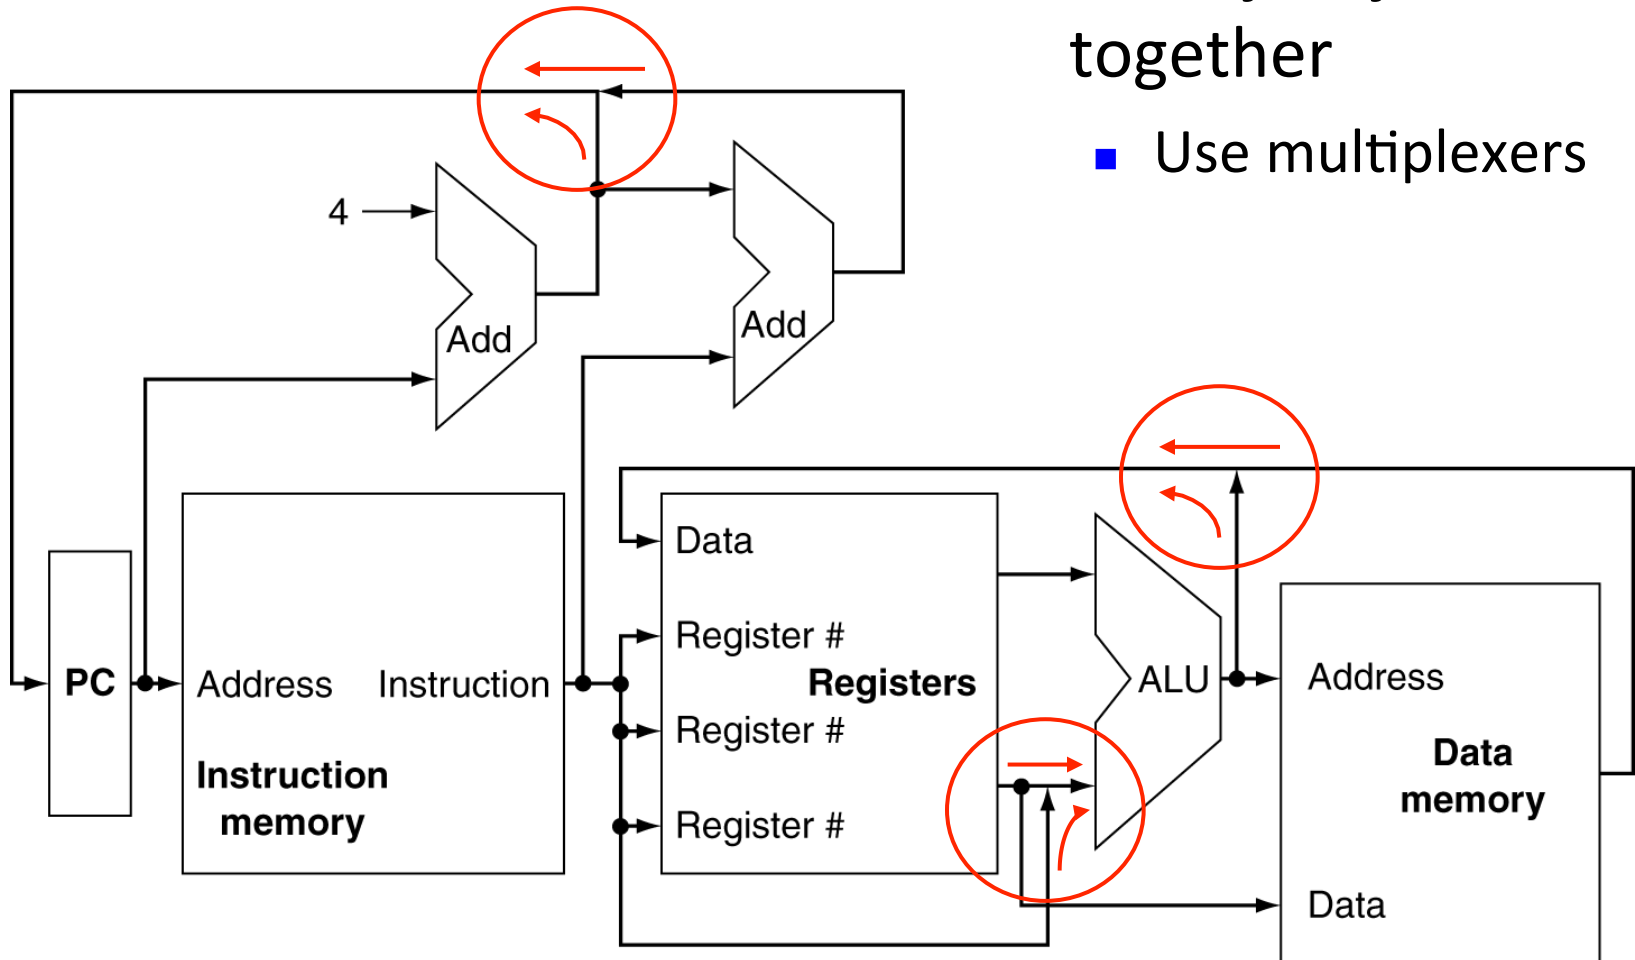 together
■ Use multiplexers
4
Add
Add
Data
Register #
PC
Address
Instruction
Registers
ALU
Address
Register #
Instruction
memory
Data
memory
Register #
Data